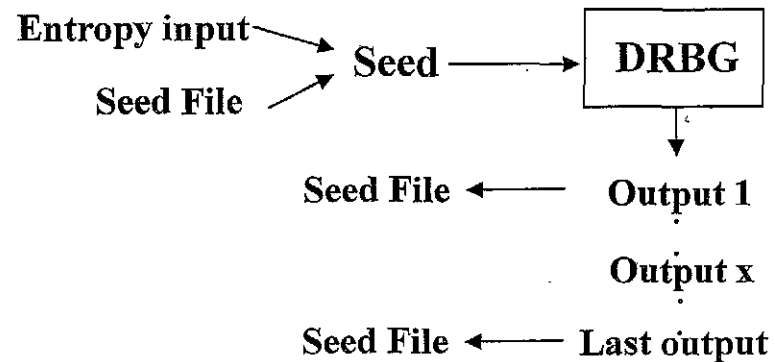 Entropy input
Seed File
Seed
DRBG
Seed File
Output 1
Output x
Seed File
Last output